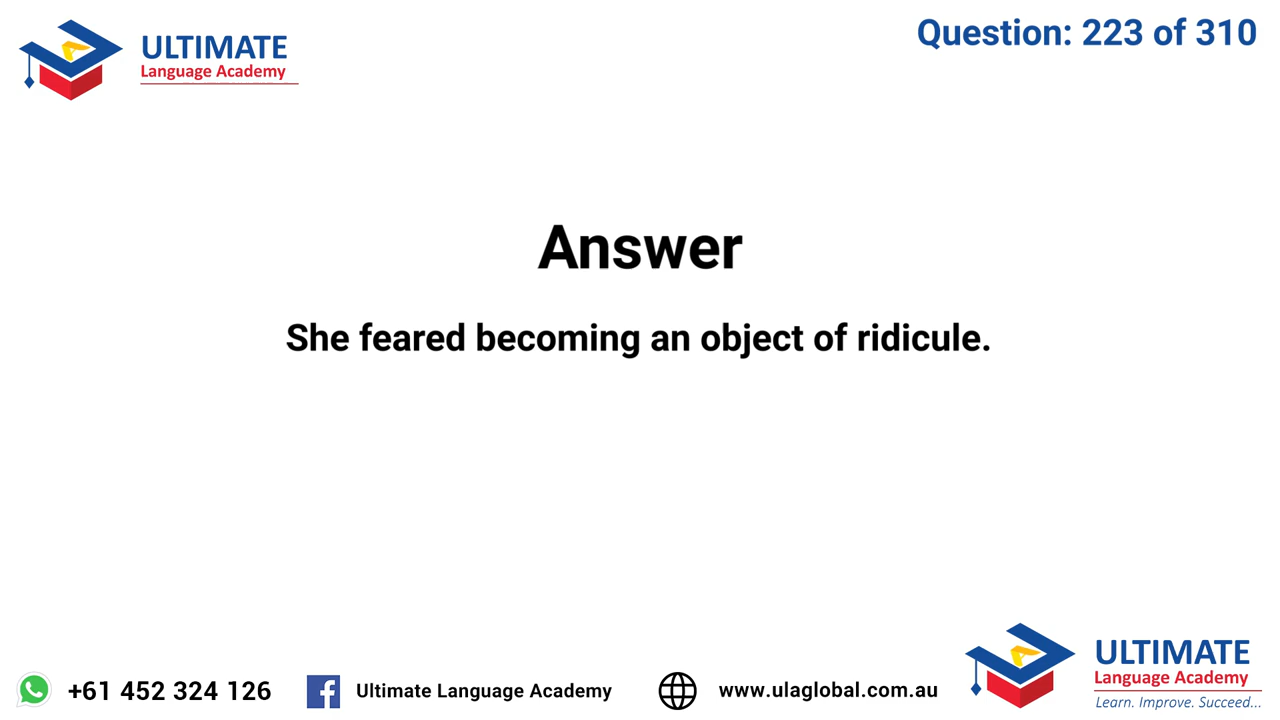 ULTIMATE
Language Academy
Question: 223 of 310
Answer
She feared becoming an object of ridicule.
+61 452 324 126
Ultimate Language Academy
www.ulaglobal.com.au
ULTIMATE
Language Academy
Learn. Improve. Succeed...